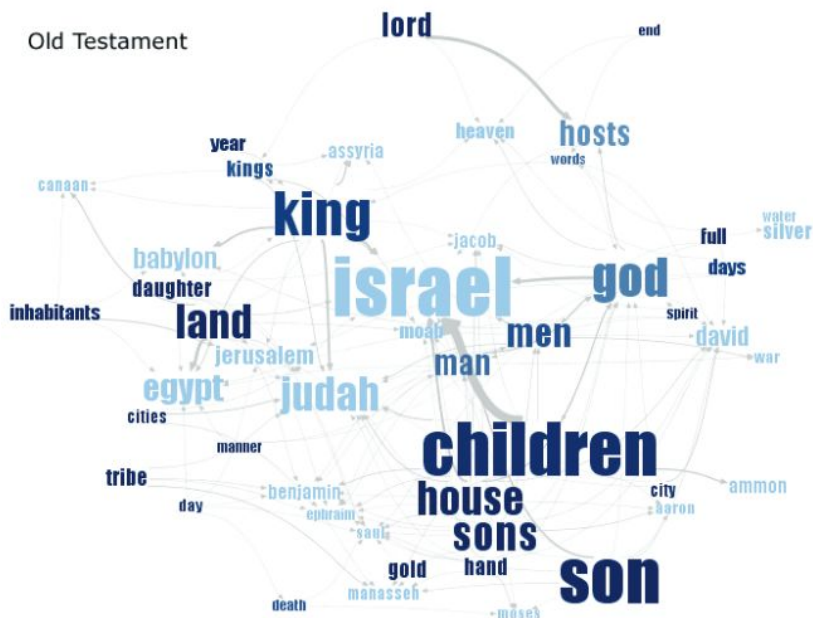 Old Testament
lord
end
heaven
hosts
words
year
kings
assyria
canaan
king
babylon
daughter
jacob
israel
god
full
water
silver
days
inhabitants
land
jerusalem
moab
men
man
spirit
david
war
egypt
cities
judah
manner
children
tribe
day
benjamin
ephraim
saul
house
sons
city
aaron
ammon
gold
hand
son
manasseh
death
moses